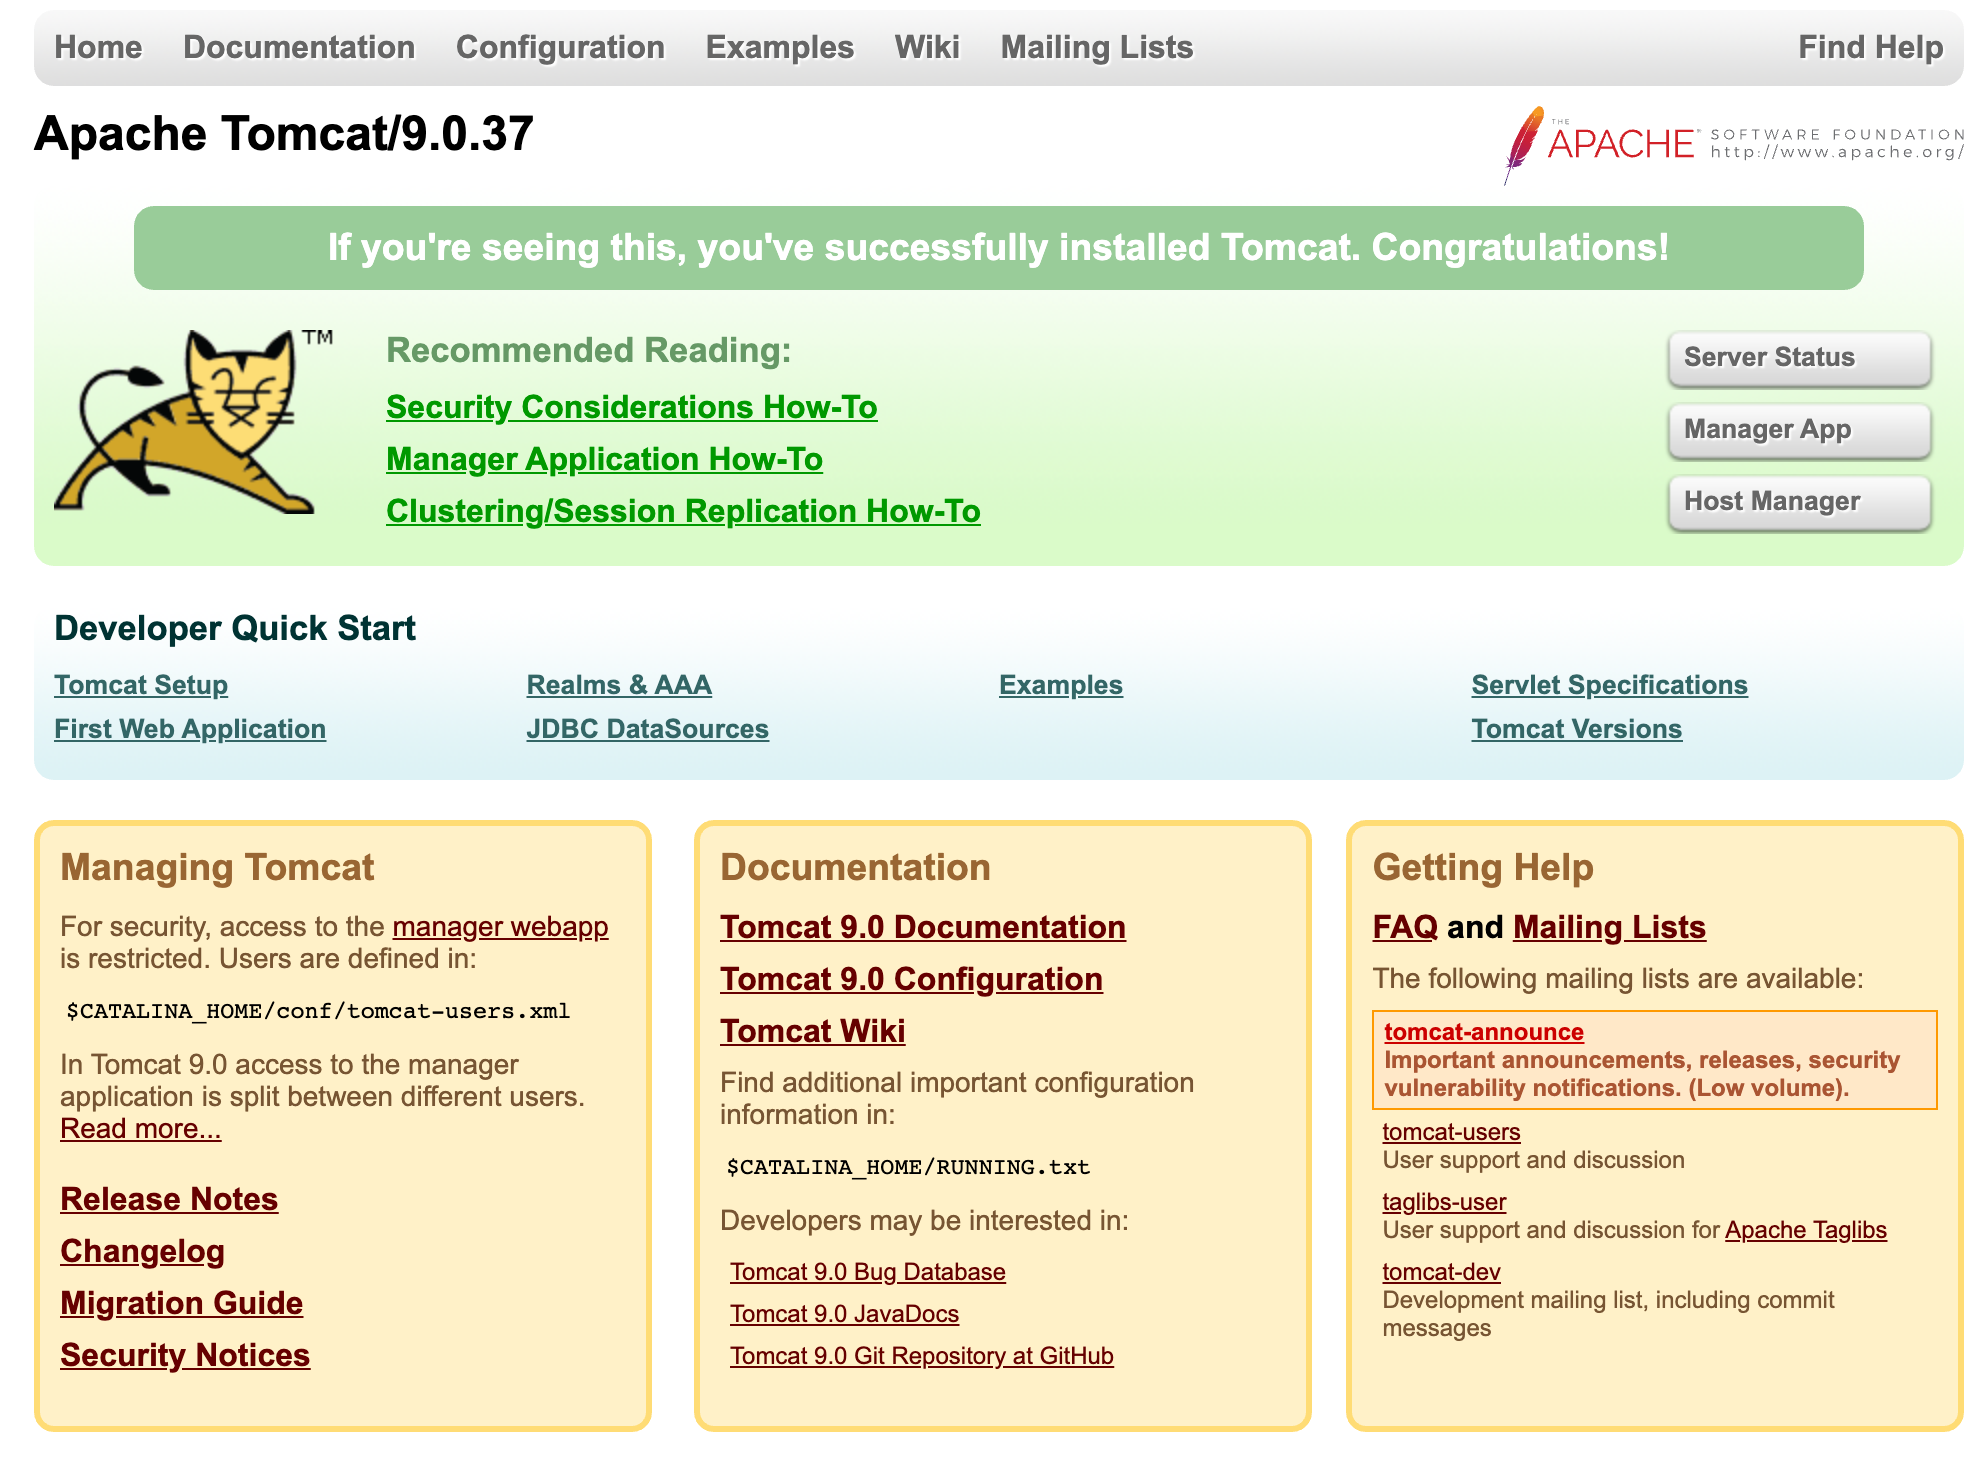 Home Documentation Configuration Examples Wiki Mailing Lists Find Help
Apache Tomcat/9.0.37
THE APACHE® SOFTWARE FOUNDATION
http://www.apache.org/
If you're seeing this, you've successfully installed Tomcat. Congratulations!
TM
Recommended Reading:
Security Considerations How-To
Manager Application How-To
Clustering/Session Replication How-To
Server Status
Manager App
Host Manager
Developer Quick Start
Tomcat Setup
First Web Application
Realms & AAA
JDBC DataSources
Examples
Servlet Specifications
Tomcat Versions
Managing Tomcat
For security, access to the manager webapp
is restricted. Users are defined in:
$CATALINA_HOME/conf/tomcat-users.xml
In Tomcat 9.0 access to the manager
application is split between different users.
Read more...
Release Notes
Changelog
Migration Guide
Security Notices
Documentation
Tomcat 9.0 Documentation
Tomcat 9.0 Configuration
Tomcat Wiki
Find additional important configuration
information in:
$CATALINA_HOME/RUNNING.txt
Developers may be interested in:
Tomcat 9.0 Bug Database
Tomcat 9.0 JavaDocs
Tomcat 9.0 Git Repository at GitHub
Getting Help
FAQ and Mailing Lists
The following mailing lists are available:
tomcat-announce
Important announcements, releases, security
vulnerability notifications. (Low volume).
tomcat-users
User support and discussion
taglibs-user
User support and discussion for Apache Taglibs
tomcat-dev
Development mailing list, including commit
messages